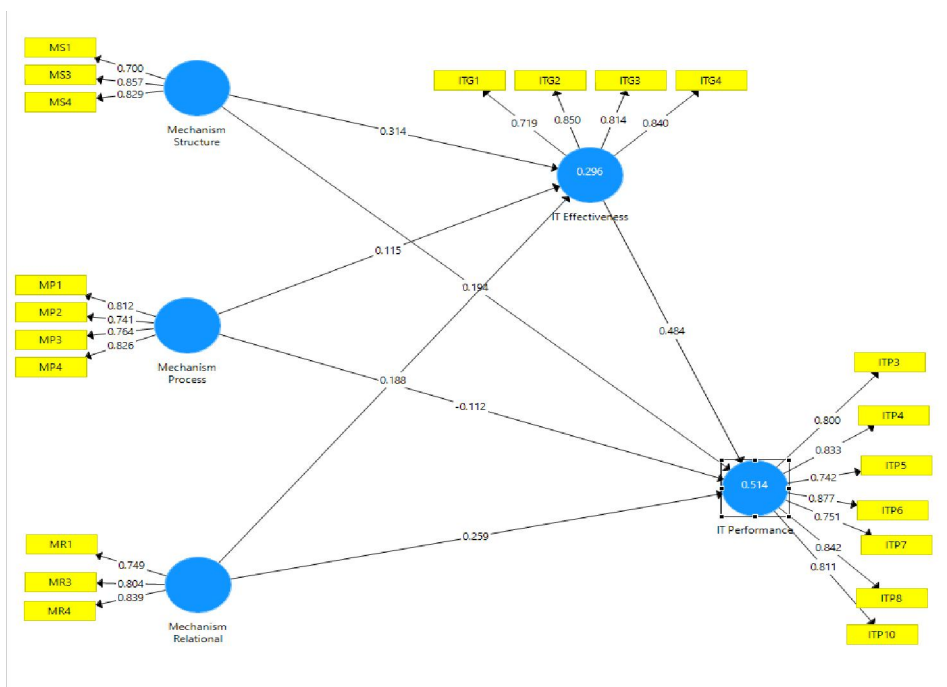 MS1
MS3
MS4
0.700
0.857
0.829
Mechanism
Structure
ITG1
ITG2
ITG3
ITG4
0.719
0.850
0.814
0.840
0.314
0.296
IT Effectiveness
0.115
0.194
MP1
MP2
MP3
MP4
0.812
0.741
0.764
0.826
Mechanism
Process
0.484
0.188
-0.112
ITP3
ITP4
ITP5
ITP6
ITP7
ITP8
ITP10
0.800
0.833
0.742
0.877
0.751
0.842
0.811
0.514
IT Performance
0.259
MR1
MR3
MR4
0.749
0.804
0.839
Mechanism
Relational